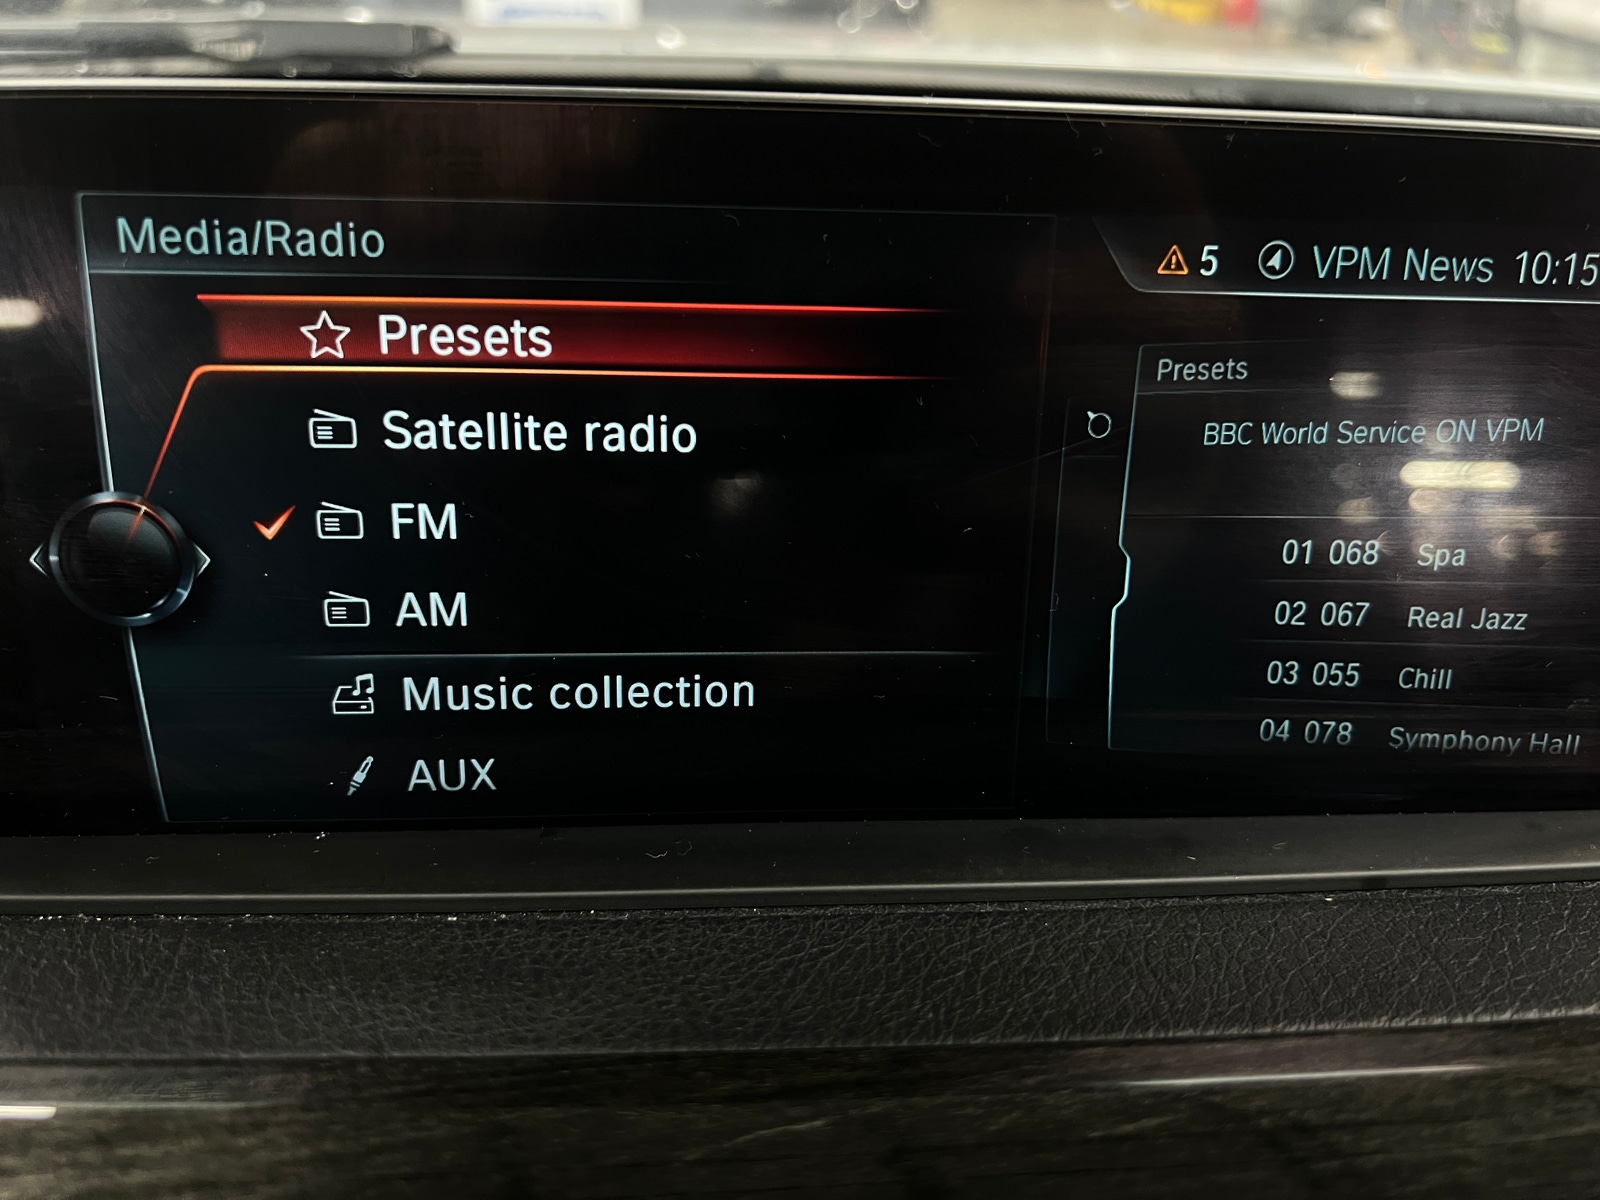 Media/Radio
5 VPM News 10:15
Presets
Satellite radio
FM
AM
Music collection
AUX
Presets
BBC World Service ON VPM
01 068 Spa
02 067 Real Jazz
03 055 Chill
04 078 Symphony Hall